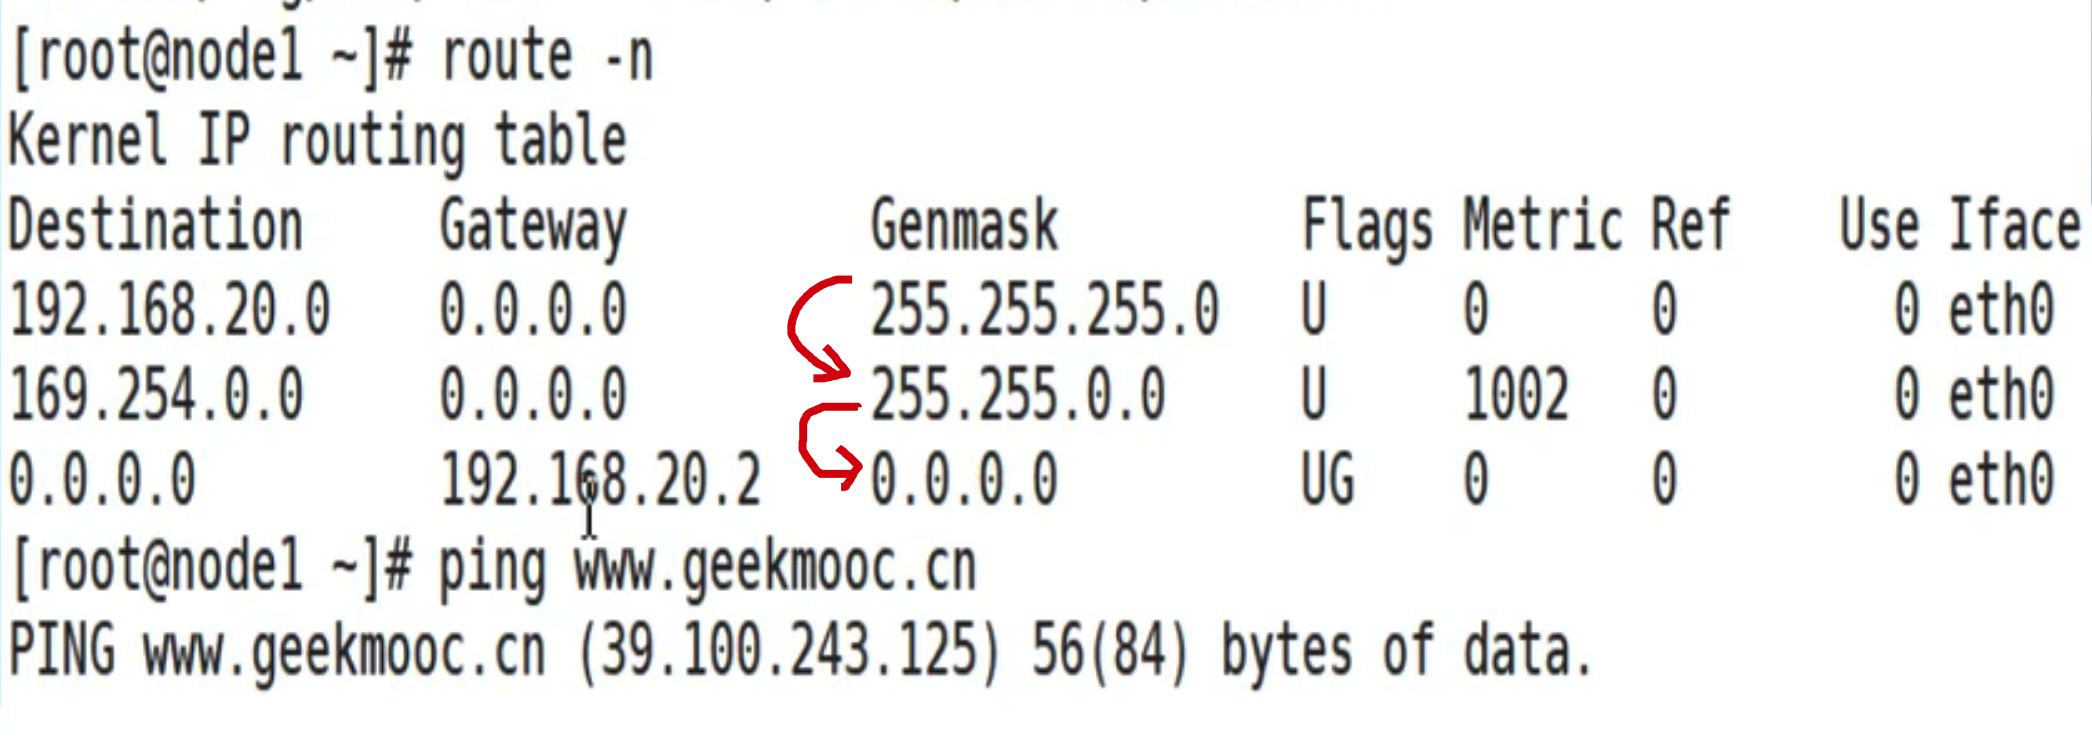 [root@node1 ~]# route -n
Kernel IP routing table
Destination Gateway Genmask Flags Metric Ref Use Iface
192.168.20.0 0.0.0.0 255.255.255.0 U 0 0 0 eth0
169.254.0.0 0.0.0.0 255.255.0.0 U 1002 0 0 eth0
0.0.0.0 192.168.20.2 0.0.0.0 UG 0 0 0 eth0
[root@node1 ~]# ping www.geekmooc.cn
PING www.geekmooc.cn (39.100.243.125) 56(84) bytes of data.